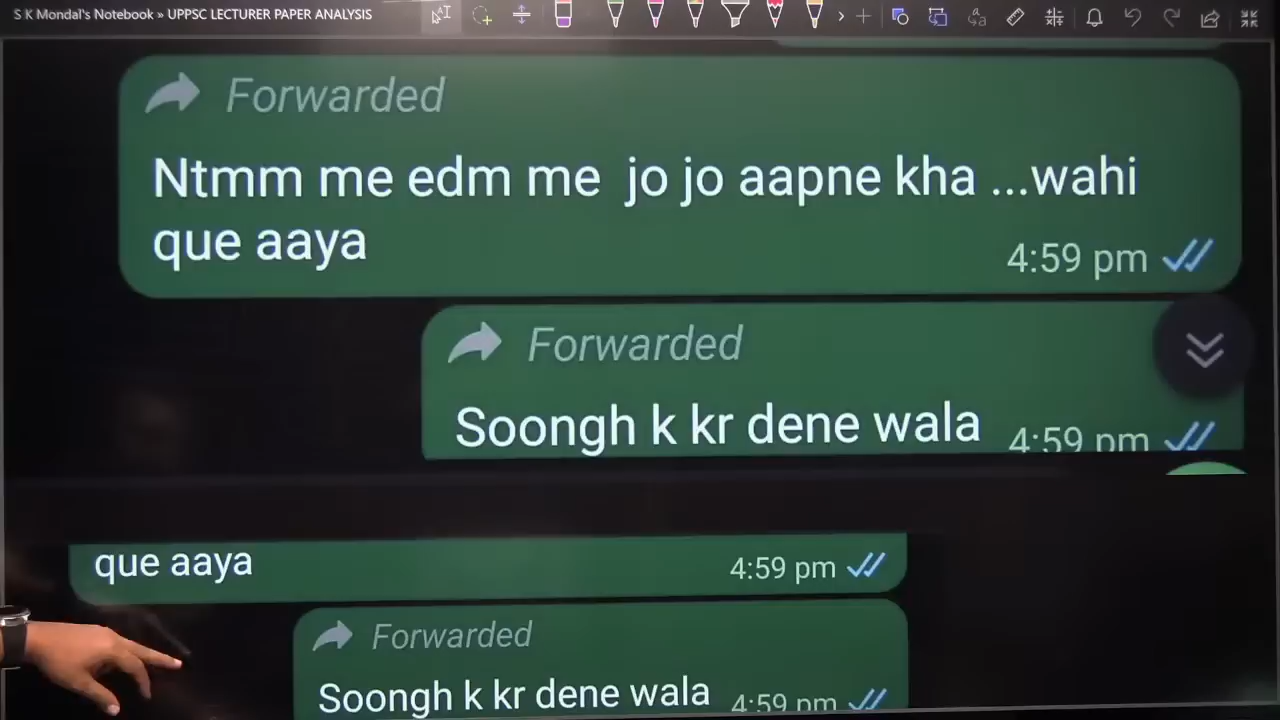 S K Mondal's Notebook » UPPSC LECTURER PAPER ANALYSIS
Forwarded
Ntmm me edm me jo jo aapne kha ...wahi
que aaya
4:59 pm
Forwarded
Soongh k kr dene wala
4:59 pm
que aaya
4:59 pm
Forwarded
Soongh k kr dene wala
4:59 pm